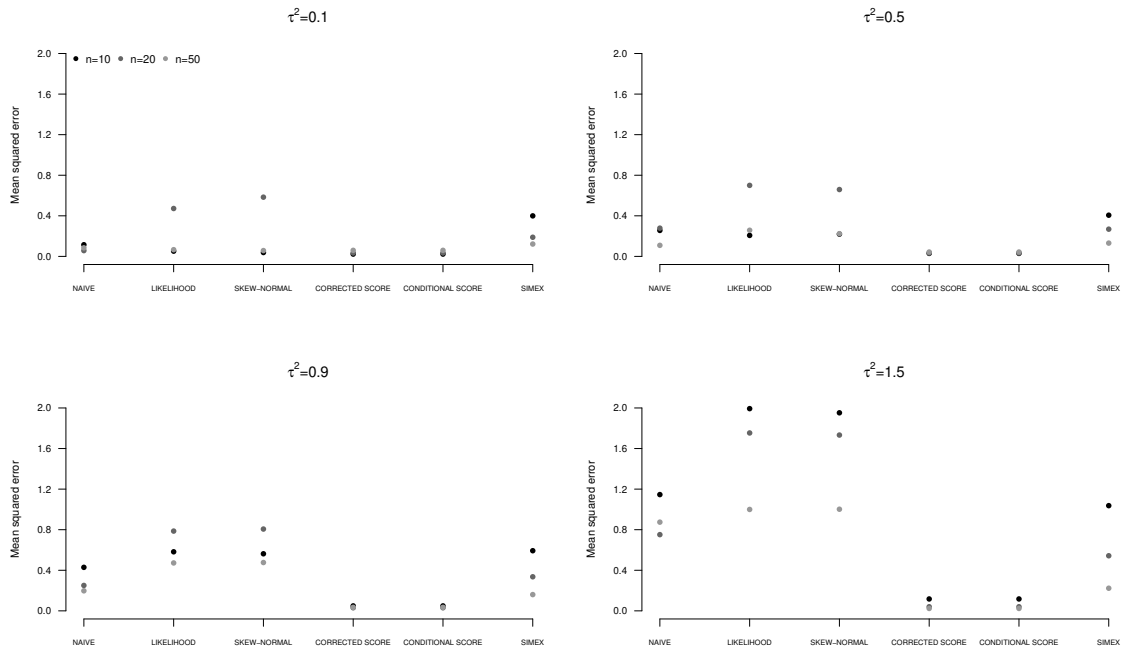 τ²=0.1
Mean squared error
2.0
1.6
1.2
0.8
0.4
0.0
n=10 n=20 n=50
NAIVE LIKELIHOOD SKEW−NORMAL CORRECTED SCORE CONDITIONAL SCORE SIMEX
τ²=0.5
Mean squared error
2.0
1.6
1.2
0.8
0.4
0.0
NAIVE LIKELIHOOD SKEW−NORMAL CORRECTED SCORE CONDITIONAL SCORE SIMEX
τ²=0.9
Mean squared error
2.0
1.6
1.2
0.8
0.4
0.0
NAIVE LIKELIHOOD SKEW−NORMAL CORRECTED SCORE CONDITIONAL SCORE SIMEX
τ²=1.5
Mean squared error
2.0
1.6
1.2
0.8
0.4
0.0
NAIVE LIKELIHOOD SKEW−NORMAL CORRECTED SCORE CONDITIONAL SCORE SIMEX